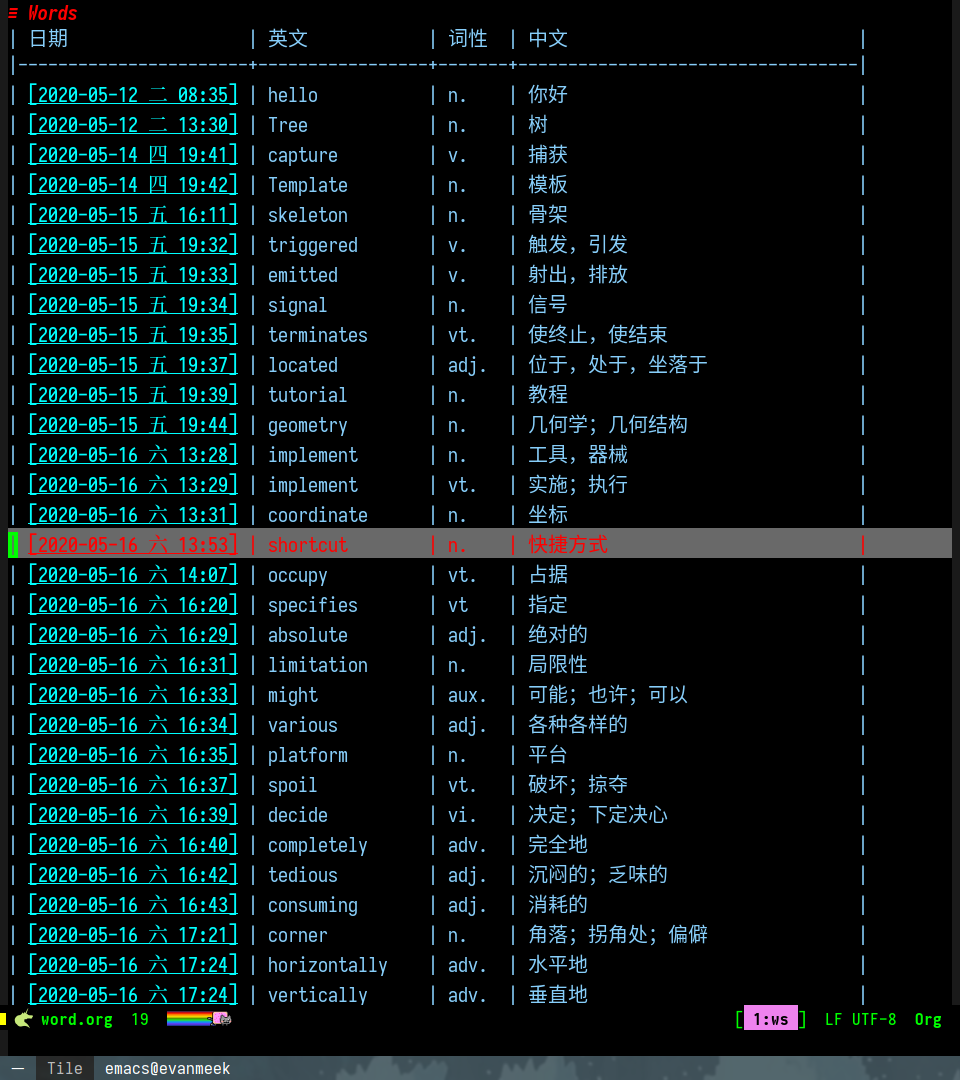 ≡ Words
| 日期 | 英文 | 词性 | 中文 |
|-----------------------+-----------------+-------+----------------------------------|
| [2020-05-12 二 08:35] | hello | n. | 你好 |
| [2020-05-12 二 13:30] | Tree | n. | 树 |
| [2020-05-14 四 19:41] | capture | v. | 捕获 |
| [2020-05-14 四 19:42] | Template | n. | 模板 |
| [2020-05-15 五 16:11] | skeleton | n. | 骨架 |
| [2020-05-15 五 19:32] | triggered | v. | 触发，引发 |
| [2020-05-15 五 19:33] | emitted | v. | 射出，排放 |
| [2020-05-15 五 19:34] | signal | n. | 信号 |
| [2020-05-15 五 19:35] | terminates | vt. | 使终止，使结束 |
| [2020-05-15 五 19:37] | located | adj. | 位于，处于，坐落于 |
| [2020-05-15 五 19:39] | tutorial | n. | 教程 |
| [2020-05-15 五 19:44] | geometry | n. | 几何学；几何结构 |
| [2020-05-16 六 13:28] | implement | n. | 工具，器械 |
| [2020-05-16 六 13:29] | implement | vt. | 实施；执行 |
| [2020-05-16 六 13:31] | coordinate | n. | 坐标 |
| [2020-05-16 六 13:53] | shortcut | n. | 快捷方式 |
| [2020-05-16 六 14:07] | occupy | vt. | 占据 |
| [2020-05-16 六 16:20] | specifies | vt | 指定 |
| [2020-05-16 六 16:29] | absolute | adj. | 绝对的 |
| [2020-05-16 六 16:31] | limitation | n. | 局限性 |
| [2020-05-16 六 16:33] | might | aux. | 可能；也许；可以 |
| [2020-05-16 六 16:34] | various | adj. | 各种各样的 |
| [2020-05-16 六 16:35] | platform | n. | 平台 |
| [2020-05-16 六 16:37] | spoil | vt. | 破坏；掠夺 |
| [2020-05-16 六 16:39] | decide | vi. | 决定；下定决心 |
| [2020-05-16 六 16:40] | completely | adv. | 完全地 |
| [2020-05-16 六 16:42] | tedious | adj. | 沉闷的；乏味的 |
| [2020-05-16 六 16:43] | consuming | adj. | 消耗的 |
| [2020-05-16 六 17:21] | corner | n. | 角落；拐角处；偏僻 |
| [2020-05-16 六 17:24] | horizontally | adv. | 水平地 |
| [2020-05-16 六 17:24] | vertically | adv. | 垂直地 |
word.org 19 [ 1:ws ] LF UTF-8 Org
— Tile emacs@evanmeek